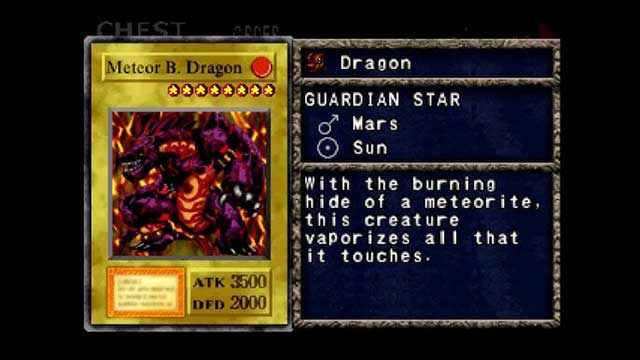 CHEST
Meteor B. Dragon
Dragon
GUARDIAN STAR
Mars
Sun
With the burning
hide of a meteorite,
this creature
vaporizes all that
it touches.
ATK 3500
DFD 2000